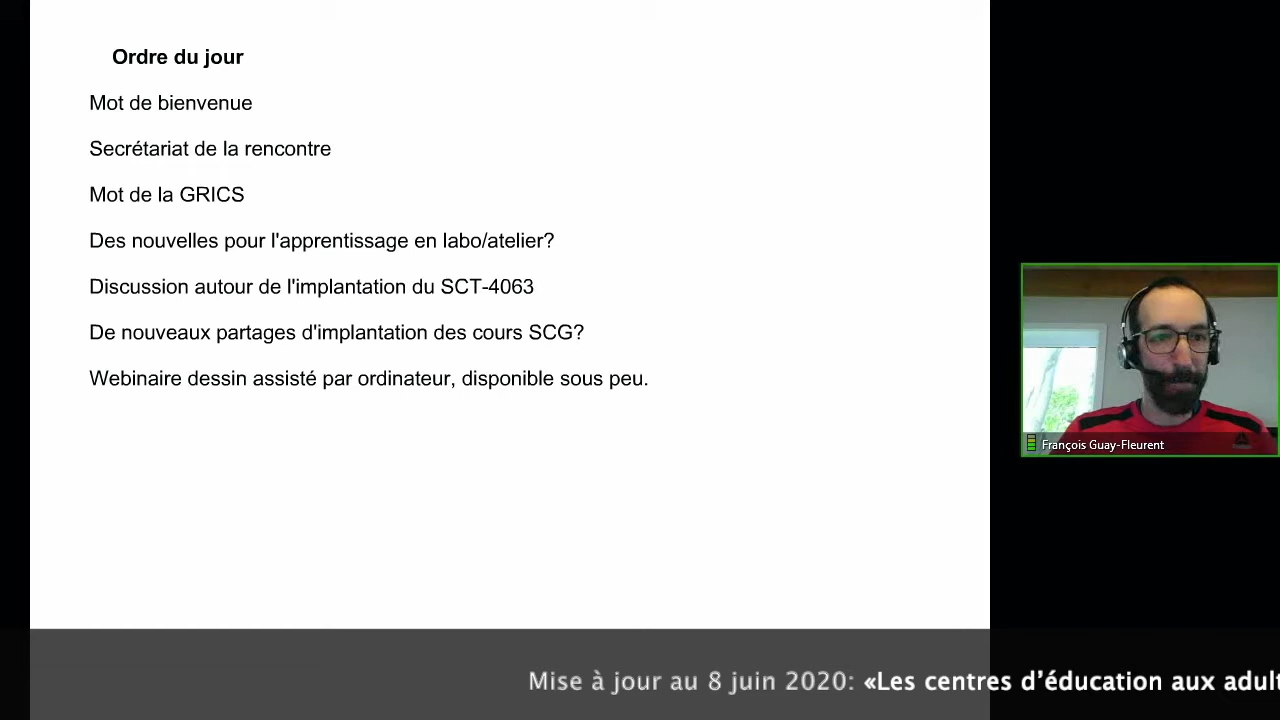 Ordre du jour
Mot de bienvenue
Secrétariat de la rencontre
Mot de la GRICS
Des nouvelles pour l'apprentissage en labo/atelier?
Discussion autour de l'implantation du SCT-4063
De nouveaux partages d'implantation des cours SCG?
Webinaire dessin assisté par ordinateur, disponible sous peu.
François Guay-Fleurent
Mise à jour au 8 juin 2020: «Les centres d'éducation aux adul